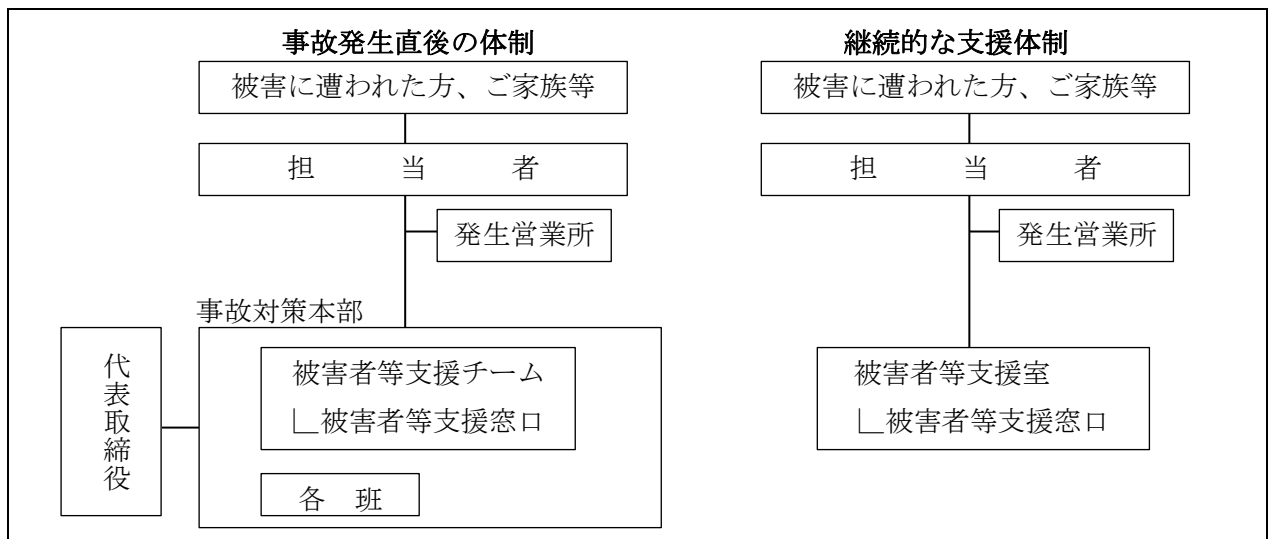 事故発生直後の体制
被害に遭われた方、ご家族等
担 当 者
発生営業所
事故対策本部
代表取締役
被害者等支援チーム
∟被害者等支援窓口
各 班
継続的な支援体制
被害に遭われた方、ご家族等
担 当 者
発生営業所
被害者等支援室
∟被害者等支援窓口